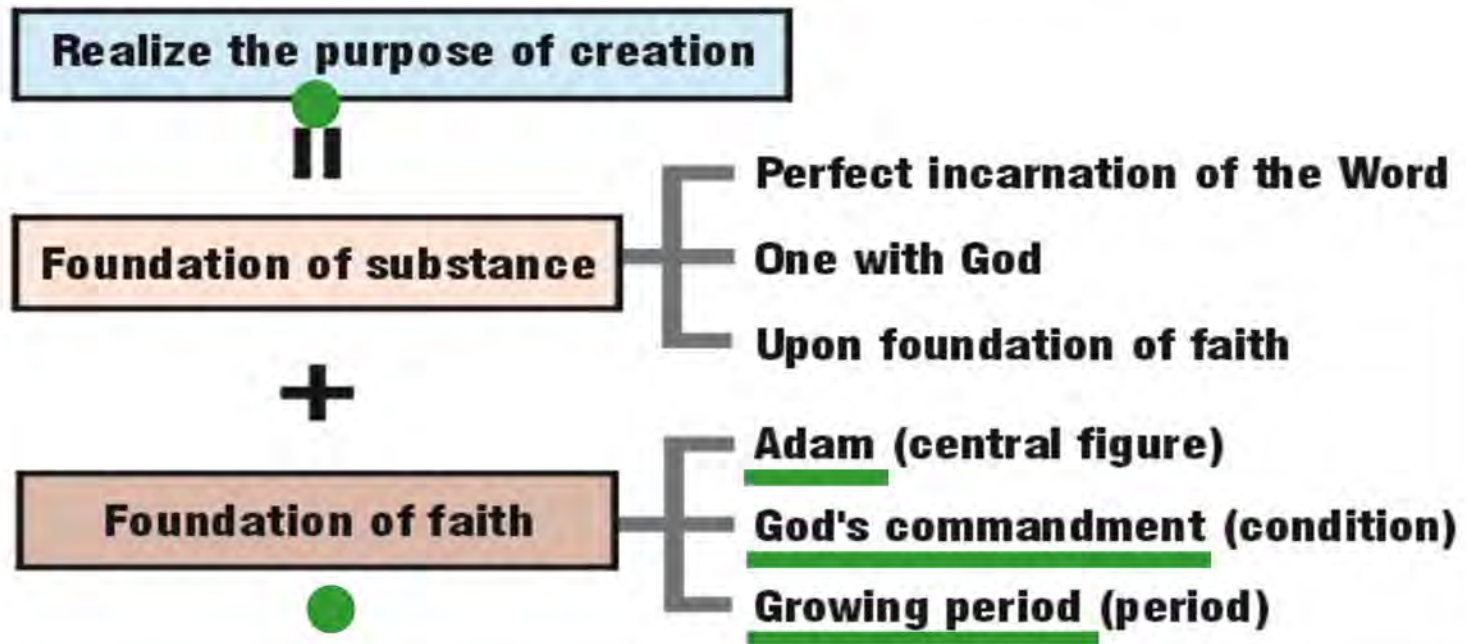 Realize the purpose of creation
=
Foundation of substance
Perfect incarnation of the Word
One with God
Upon foundation of faith
+
Foundation of faith
Adam (central figure)
God's commandment (condition)
Growing period (period)